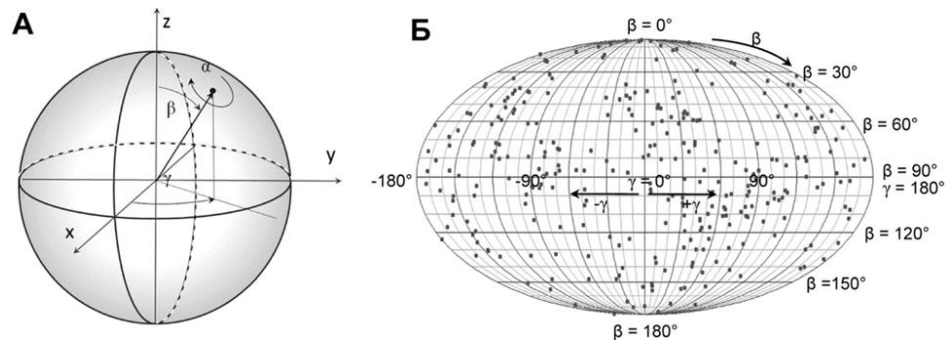 А
z
α
β
y
γ
x
Б
β = 0°
β
β = 30°
β = 60°
-180°
-90°
γ = 0°
90°
β = 90°
γ = 180°
-γ
+γ
β = 120°
β =150°
β = 180°